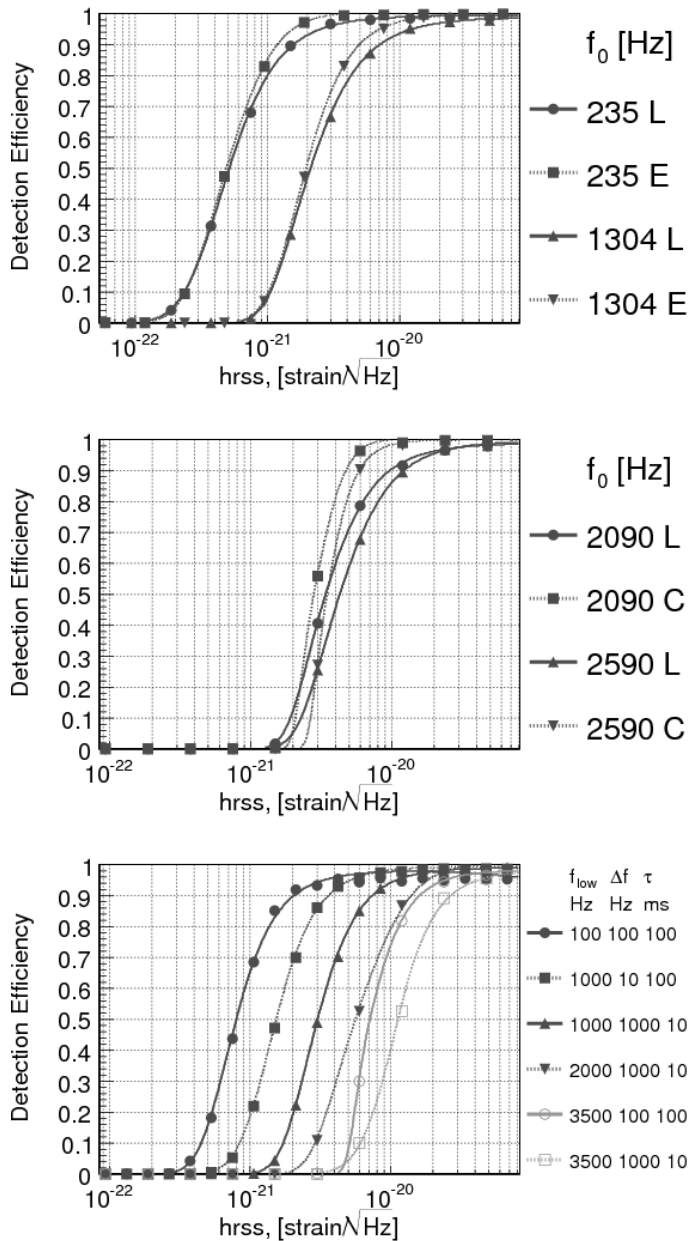 1
0.9
0.8
0.7
0.6
0.5
0.4
0.3
0.2
0.1
0
Detection Efficiency
10-22
10-21
10-20
hrss, [strain/√Hz]
f0 [Hz]
235 L
235 E
1304 L
1304 E
1
0.9
0.8
0.7
0.6
0.5
0.4
0.3
0.2
0.1
0
Detection Efficiency
10-22
10-21
10-20
hrss, [strain/√Hz]
f0 [Hz]
2090 L
2090 C
2590 L
2590 C
1
0.9
0.8
0.7
0.6
0.5
0.4
0.3
0.2
0.1
0
Detection Efficiency
10-22
10-21
10-20
hrss, [strain/√Hz]
flow Δf τ
Hz Hz ms
100 100 100
1000 10 100
1000 1000 10
2000 1000 10
3500 100 100
3500 1000 10